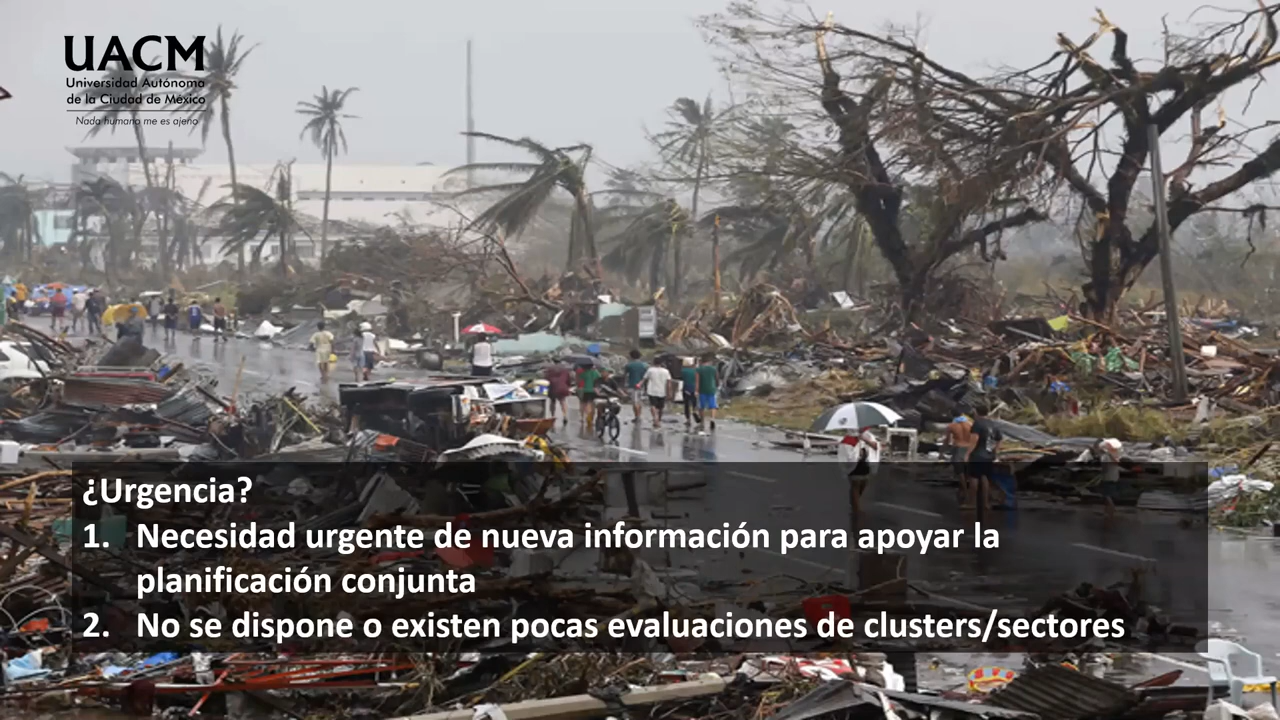 UACM
Universidad Autónoma
de la Ciudad de México
Nada humano me es ajeno
¿Urgencia?
1. Necesidad urgente de nueva información para apoyar la
planificación conjunta
2. No se dispone o existen pocas evaluaciones de clusters/sectores